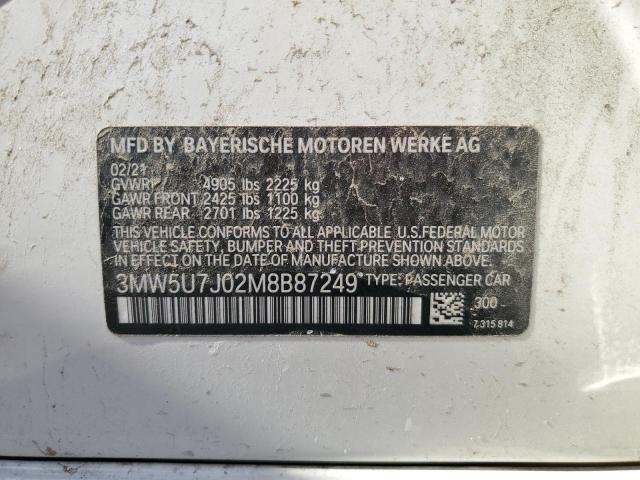 MFD BY BAYERISCHE MOTOREN WERKE AG
02/21
GVWR 4905 lbs 2225 kg
GAWR FRONT 2425 lbs 1100 kg
GAWR REAR 2701 lbs 1225 kg
THIS VEHICLE CONFORMS TO ALL APPLICABLE U.S.FEDERAL MOTOR
VEHICLE SAFETY, BUMPER AND THEFT PREVENTION STANDARDS
IN EFFECT ON THE DATE OF MANUFACTURE SHOWN ABOVE.
3MW5U7J02M8B87249 TYPE: PASSENGER CAR
300
7 315 814